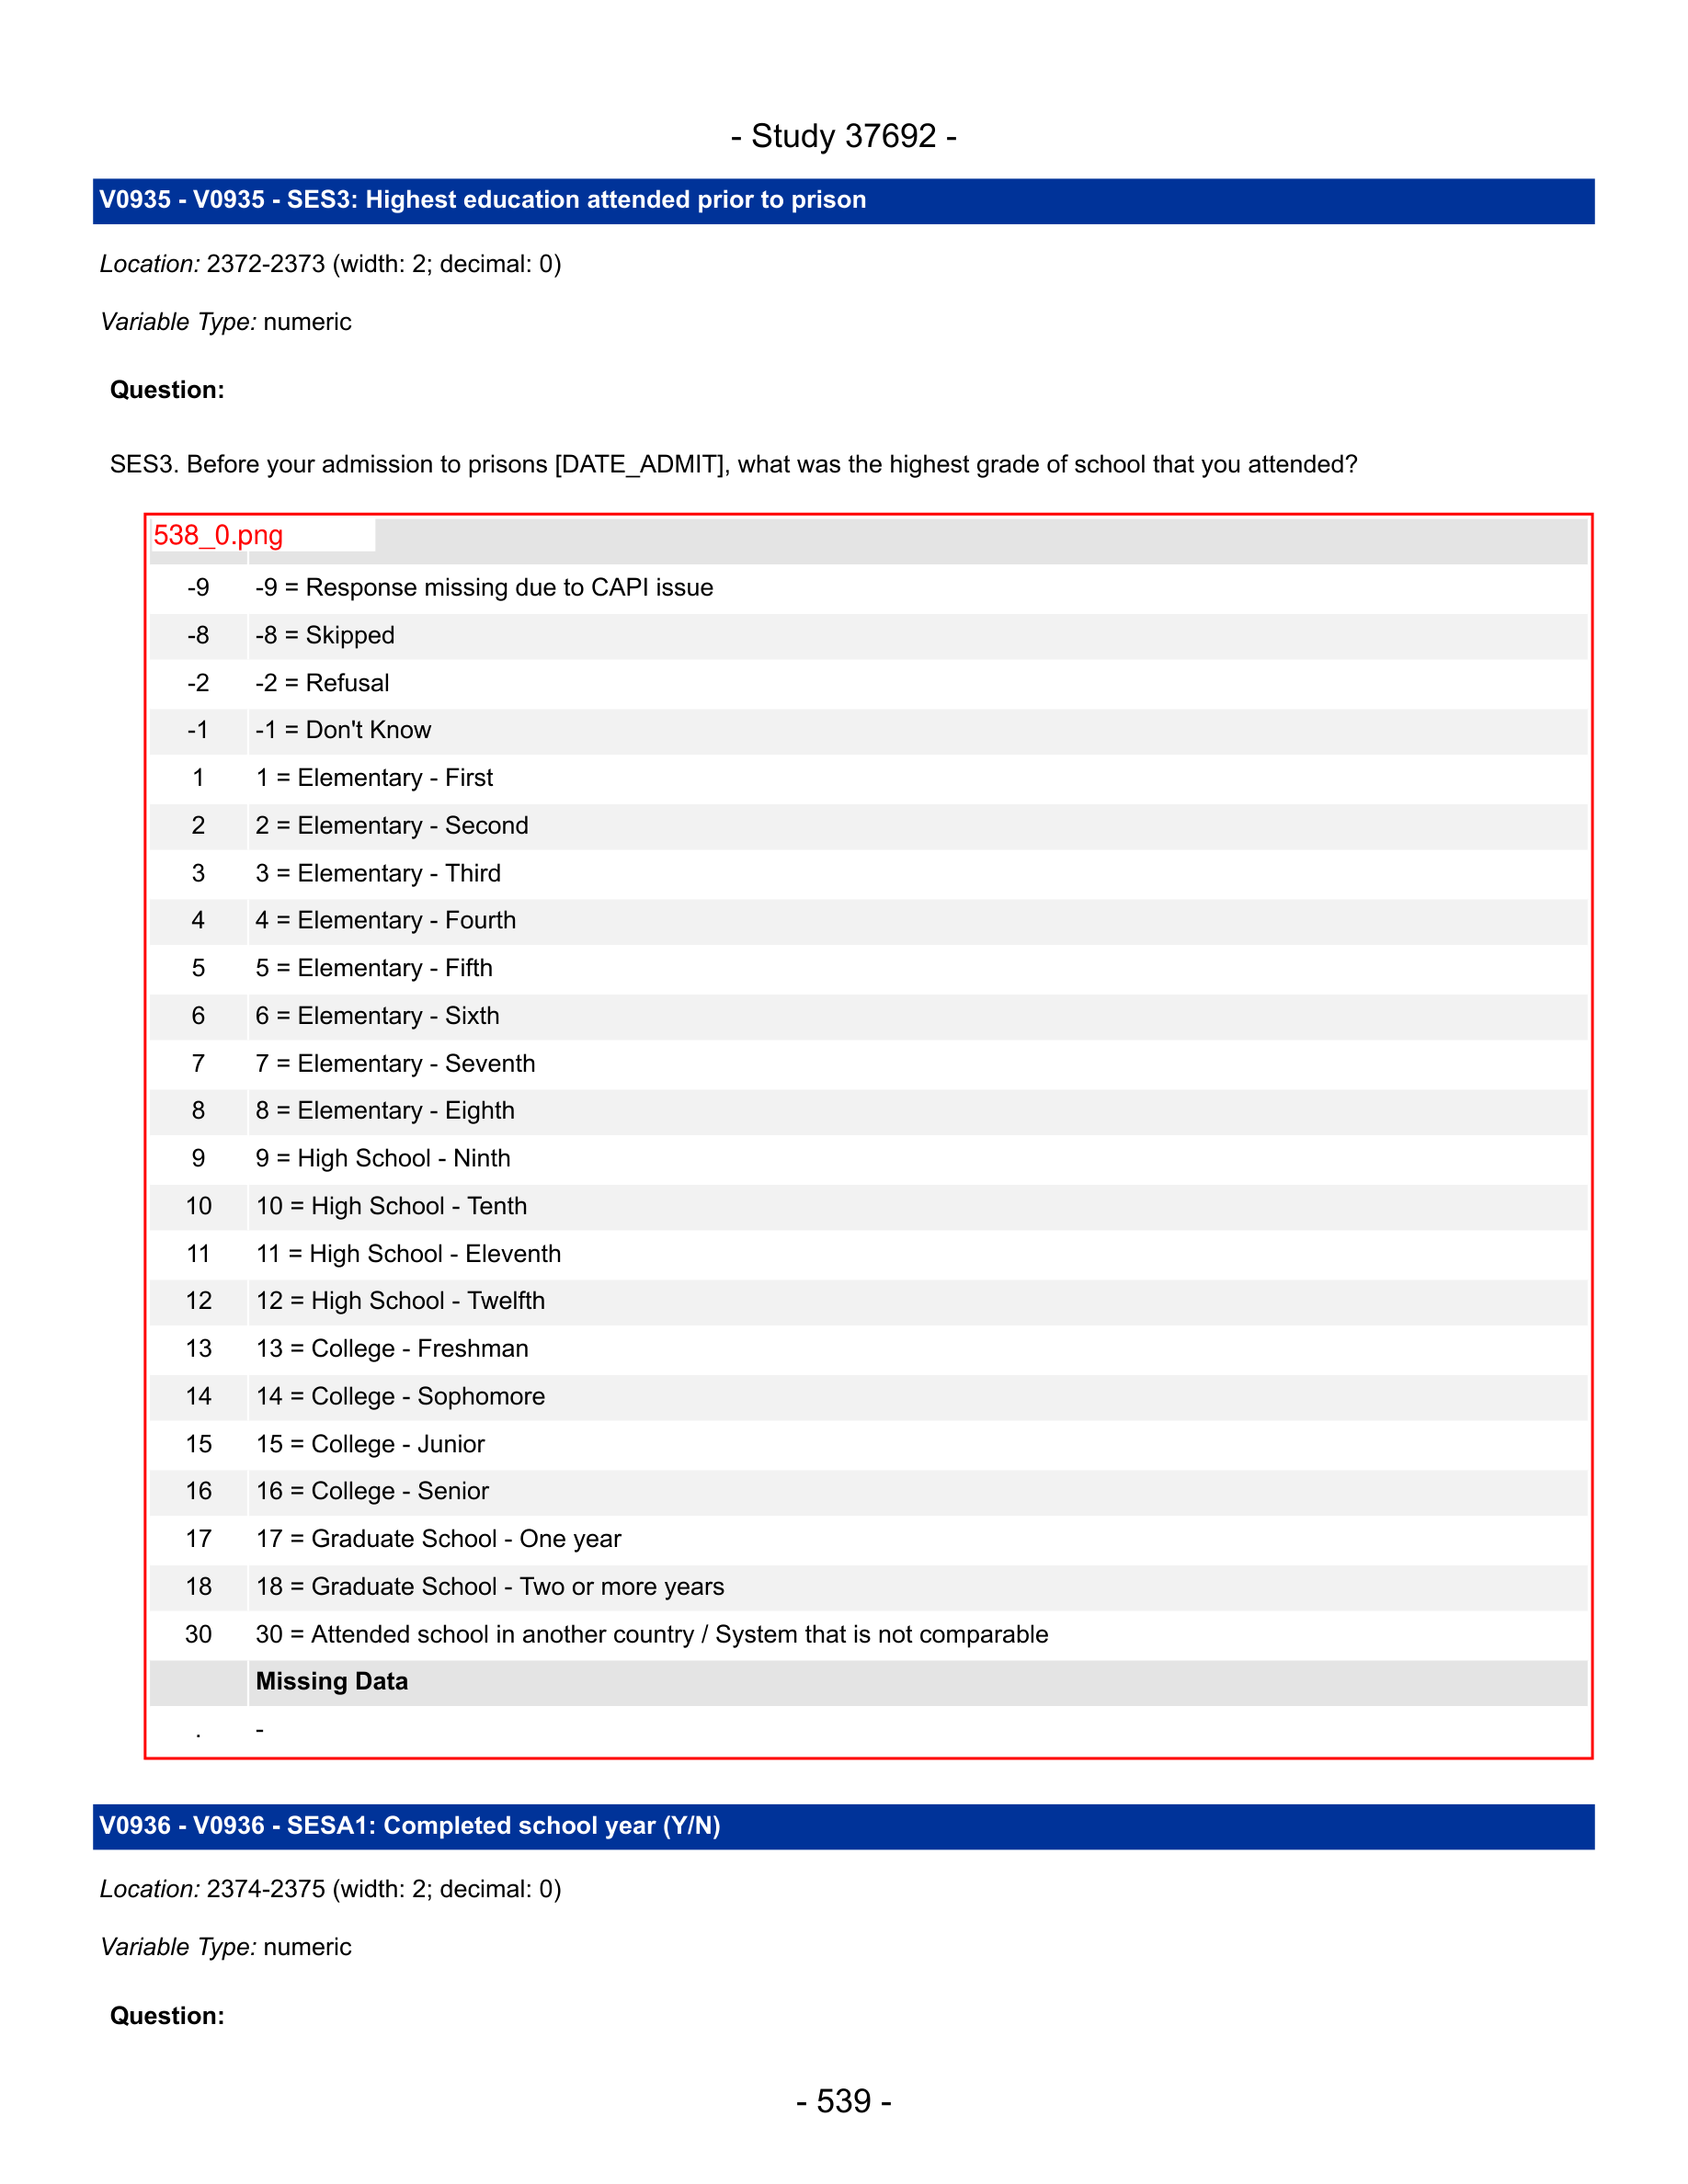 - Study 37692 -
V0935 - V0935 - SES3: Highest education attended prior to prison
Location: 2372-2373 (width: 2; decimal: 0)
Variable Type: numeric
Question:
SES3. Before your admission to prisons [DATE_ADMIT], what was the highest grade of school that you attended?
538_0.png
-9 -9 = Response missing due to CAPI issue
-8 -8 = Skipped
-2 -2 = Refusal
-1 -1 = Don't Know
1 1 = Elementary - First
2 2 = Elementary - Second
3 3 = Elementary - Third
4 4 = Elementary - Fourth
5 5 = Elementary - Fifth
6 6 = Elementary - Sixth
7 7 = Elementary - Seventh
8 8 = Elementary - Eighth
9 9 = High School - Ninth
10 10 = High School - Tenth
11 11 = High School - Eleventh
12 12 = High School - Twelfth
13 13 = College - Freshman
14 14 = College - Sophomore
15 15 = College - Junior
16 16 = College - Senior
17 17 = Graduate School - One year
18 18 = Graduate School - Two or more years
30 30 = Attended school in another country / System that is not comparable
Missing Data
. -
V0936 - V0936 - SESA1: Completed school year (Y/N)
Location: 2374-2375 (width: 2; decimal: 0)
Variable Type: numeric
Question:
- 539 -